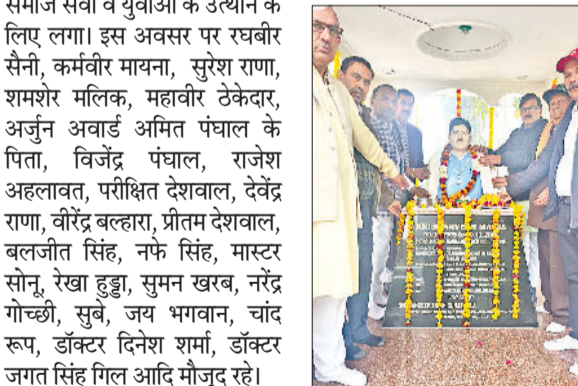 समाज सेवा व युवाओं के उत्थान के
लिए लगा। इस अवसर पर रघबीर
सैनी, कर्मवीर मायना, सुरेश राणा,
शमशेर मलिक, महावीर ठेकेदार,
अर्जुन अवार्ड अमित पंघाल के
पिता, विजेंद्र पंघाल, राजेश
अहलावत, परीक्षित देशवाल, देवेंद्र
राणा, वीरेंद्र बल्हारा, प्रीतम देशवाल,
बलजीत सिंह, नफे सिंह, मास्टर
सोनू, रेखा हुड्डा, सुमन खरब, नरेंद्र
गोच्छी, सुबे, जय भगवान, चांद
रूप, डॉक्टर दिनेश शर्मा, डॉक्टर
जगत सिंह गिल आदि मौजूद रहे।